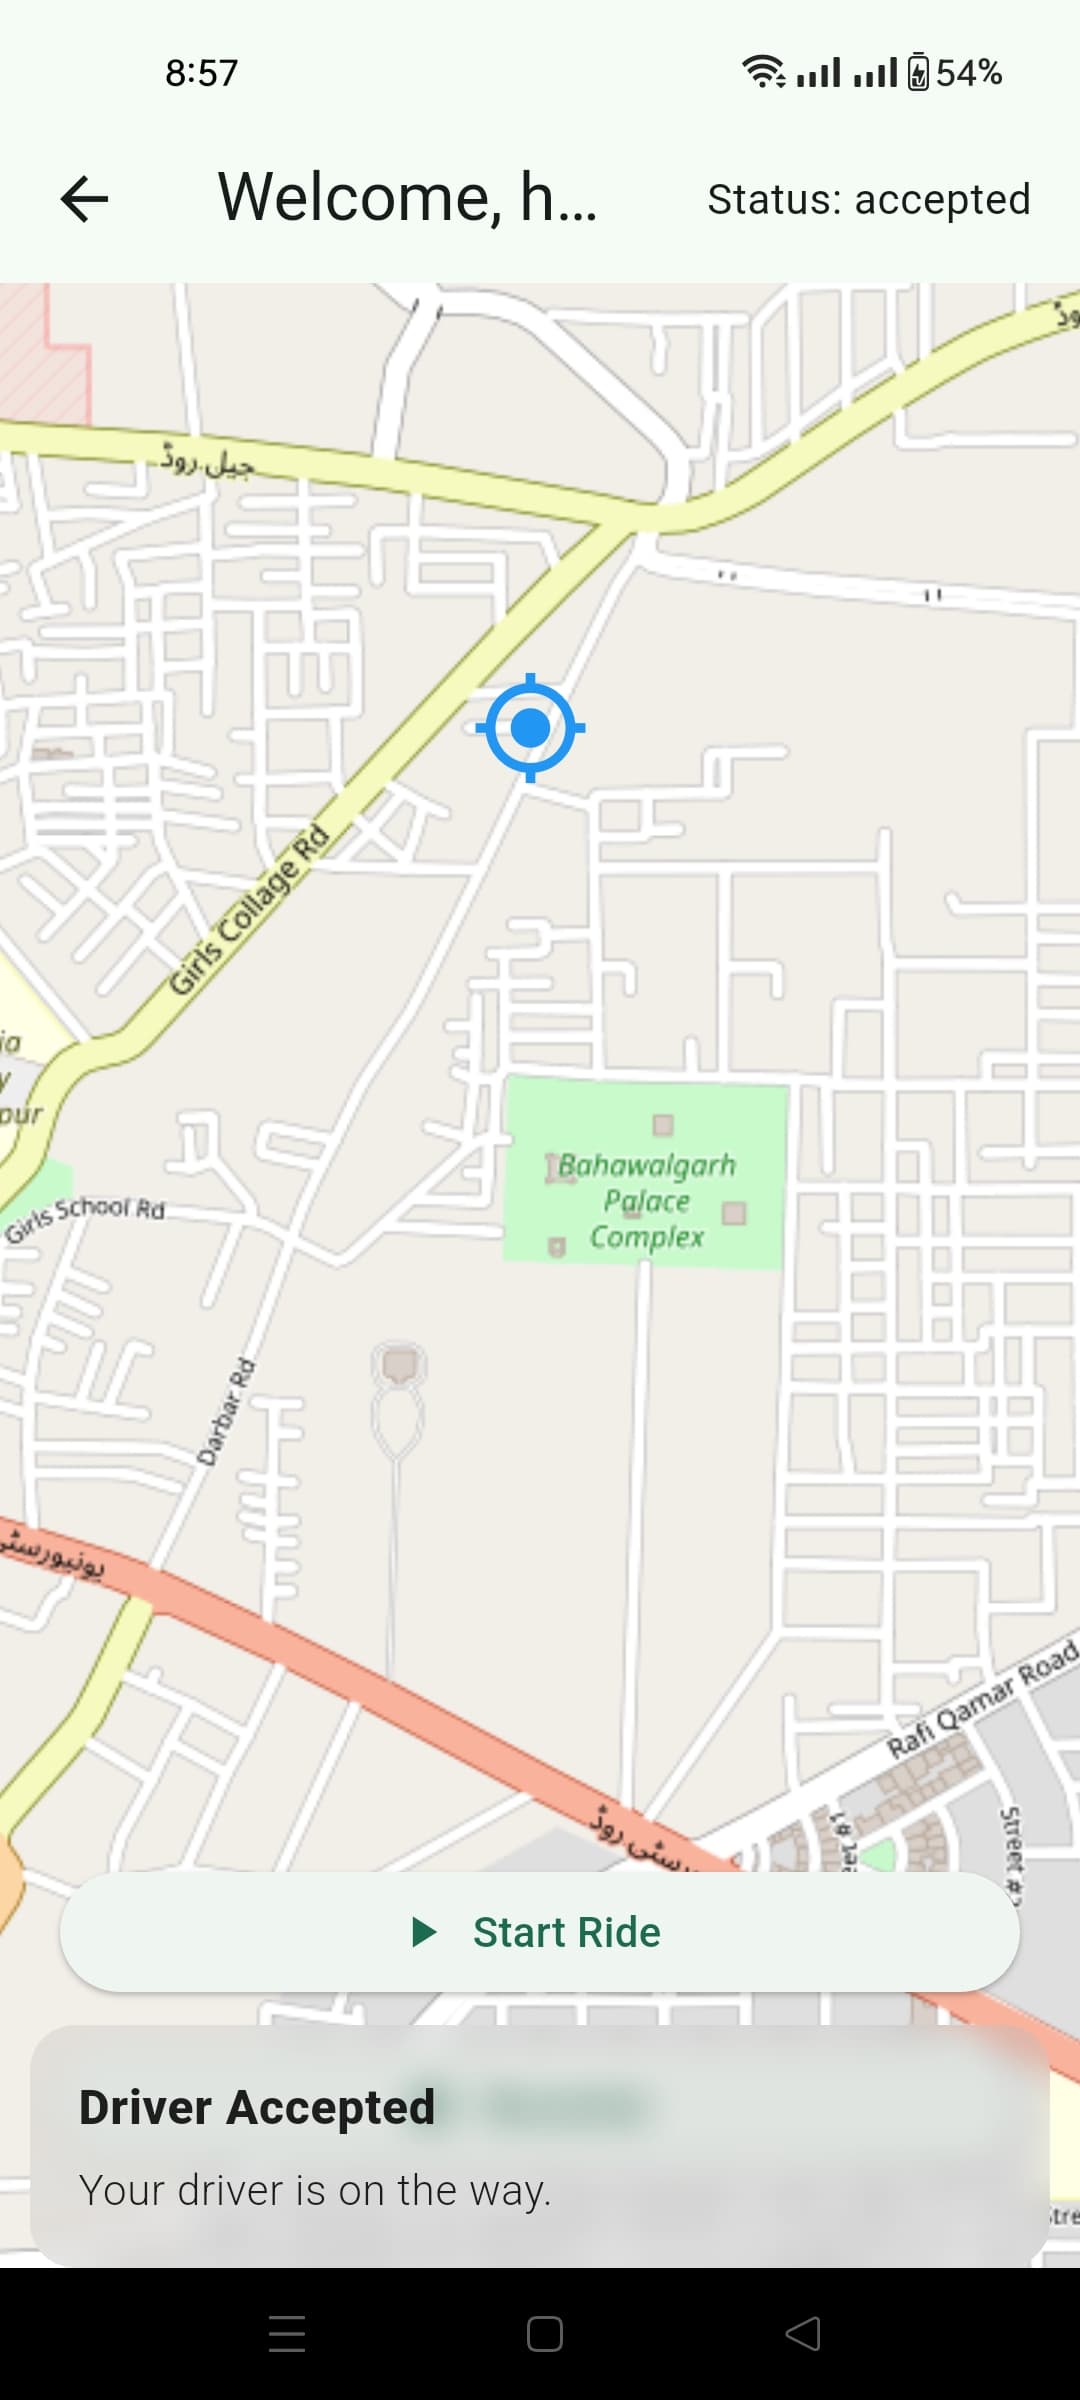 8:57
54%
Welcome, h...
Status: accepted
جیل روڈ
Girls Collage Rd
Bahawalgarh
Palace
Complex
Girls School Rd
Darbar Rd
Rafi Qamar Road
Street #
Start Ride
Driver Accepted
Your driver is on the way.